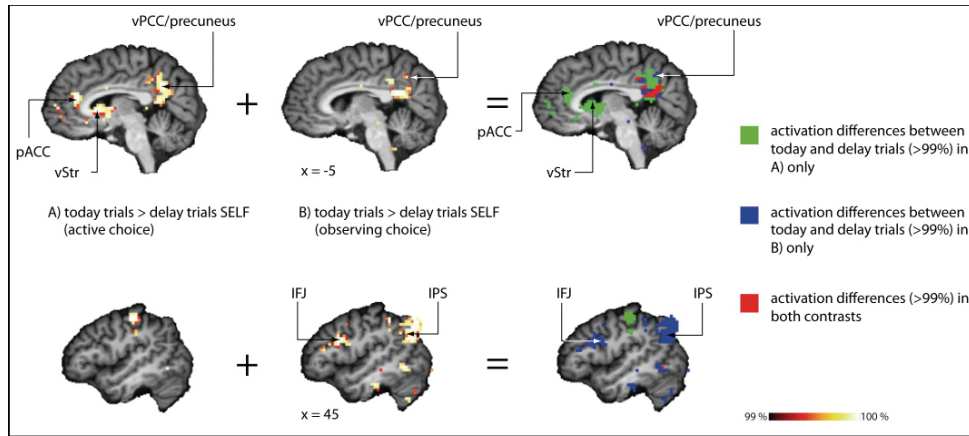 vPCC/precuneus
vPCC/precuneus
vPCC/precuneus
+
=
pACC
vStr
x = -5
pACC
vStr
A) today trials > delay trials SELF
(active choice)
B) today trials > delay trials SELF
(observing choice)
activation differences between
today and delay trials (>99%) in
A) only
activation differences between
today and delay trials (>99%) in
B) only
activation differences (>99%) in
both contrasts
IFJ
IPS
IFJ
IPS
+
=
x = 45
99 %
100 %